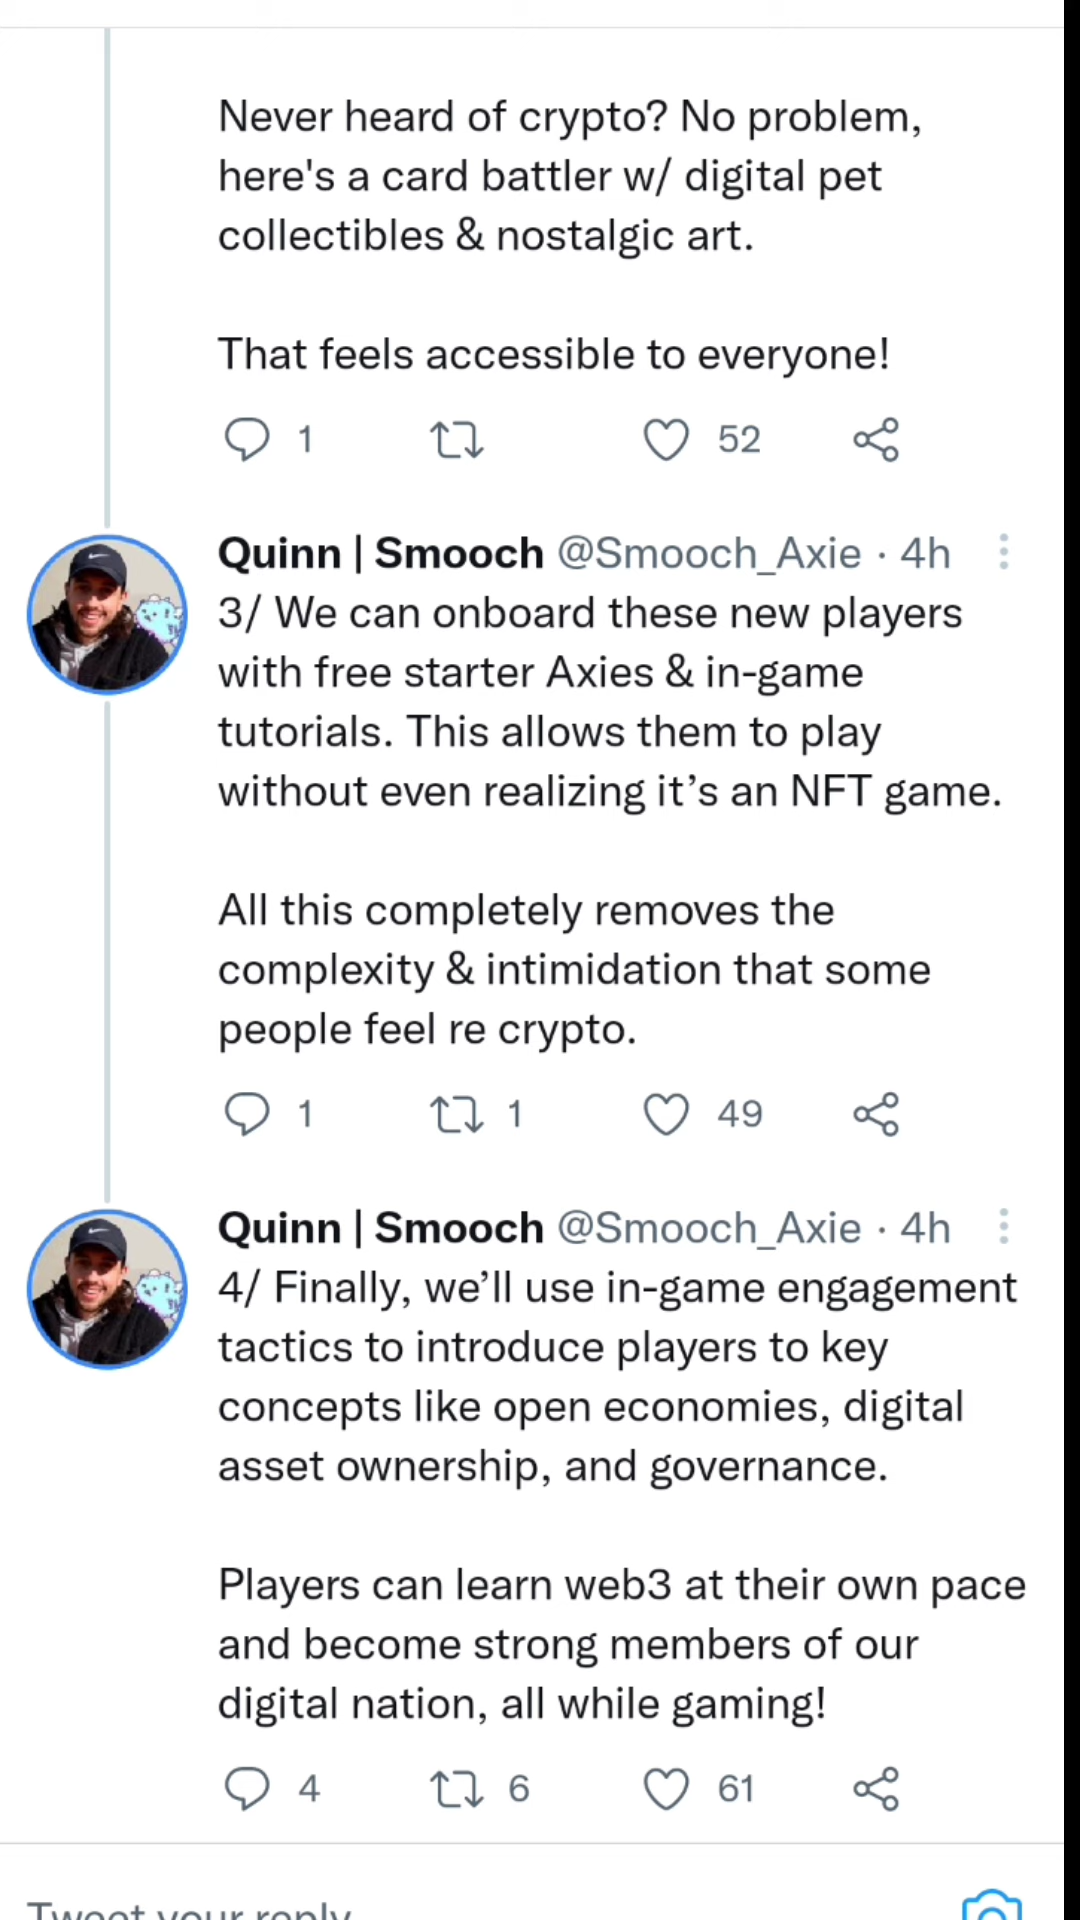 Never heard of crypto? No problem,
here's a card battler w/ digital pet
collectibles & nostalgic art.
That feels accessible to everyone!
1 52
Quinn | Smooch @Smooch_Axie · 4h
3/ We can onboard these new players
with free starter Axies & in-game
tutorials. This allows them to play
without even realizing it’s an NFT game.
All this completely removes the
complexity & intimidation that some
people feel re crypto.
1 1 49
Quinn | Smooch @Smooch_Axie · 4h
4/ Finally, we’ll use in-game engagement
tactics to introduce players to key
concepts like open economies, digital
asset ownership, and governance.
Players can learn web3 at their own pace
and become strong members of our
digital nation, all while gaming!
4 6 61
Tweet your reply